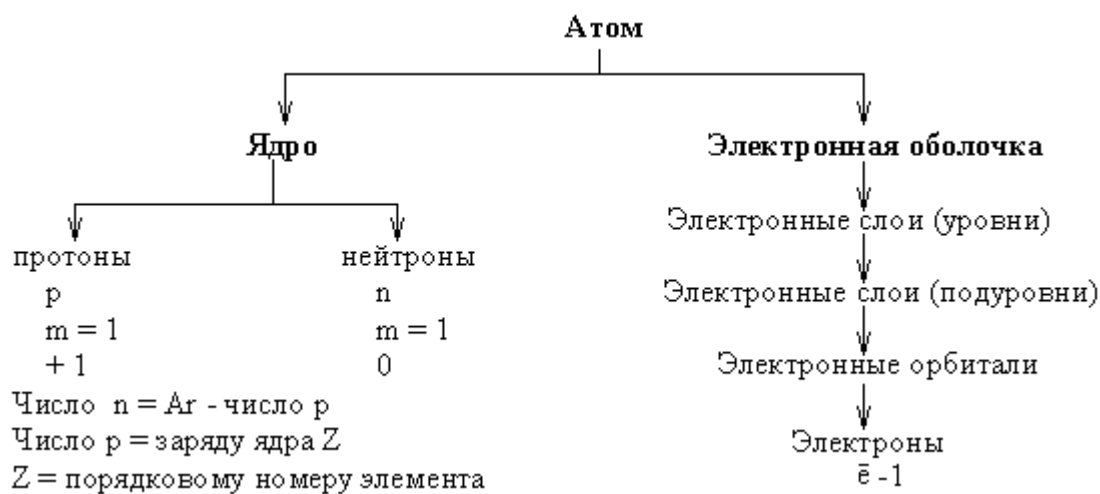 Атом
Ядро
Электронная оболочка
Электронные слои (уровни)
протоны
нейтроны
p
n
Электронные слои (подуровни)
m = 1
m = 1
+ 1
0
Электронные орбитали
Число n = Ar - число p
Число p = заряду ядра Z
Электроны
Z = порядковому номеру элемента
ē -1